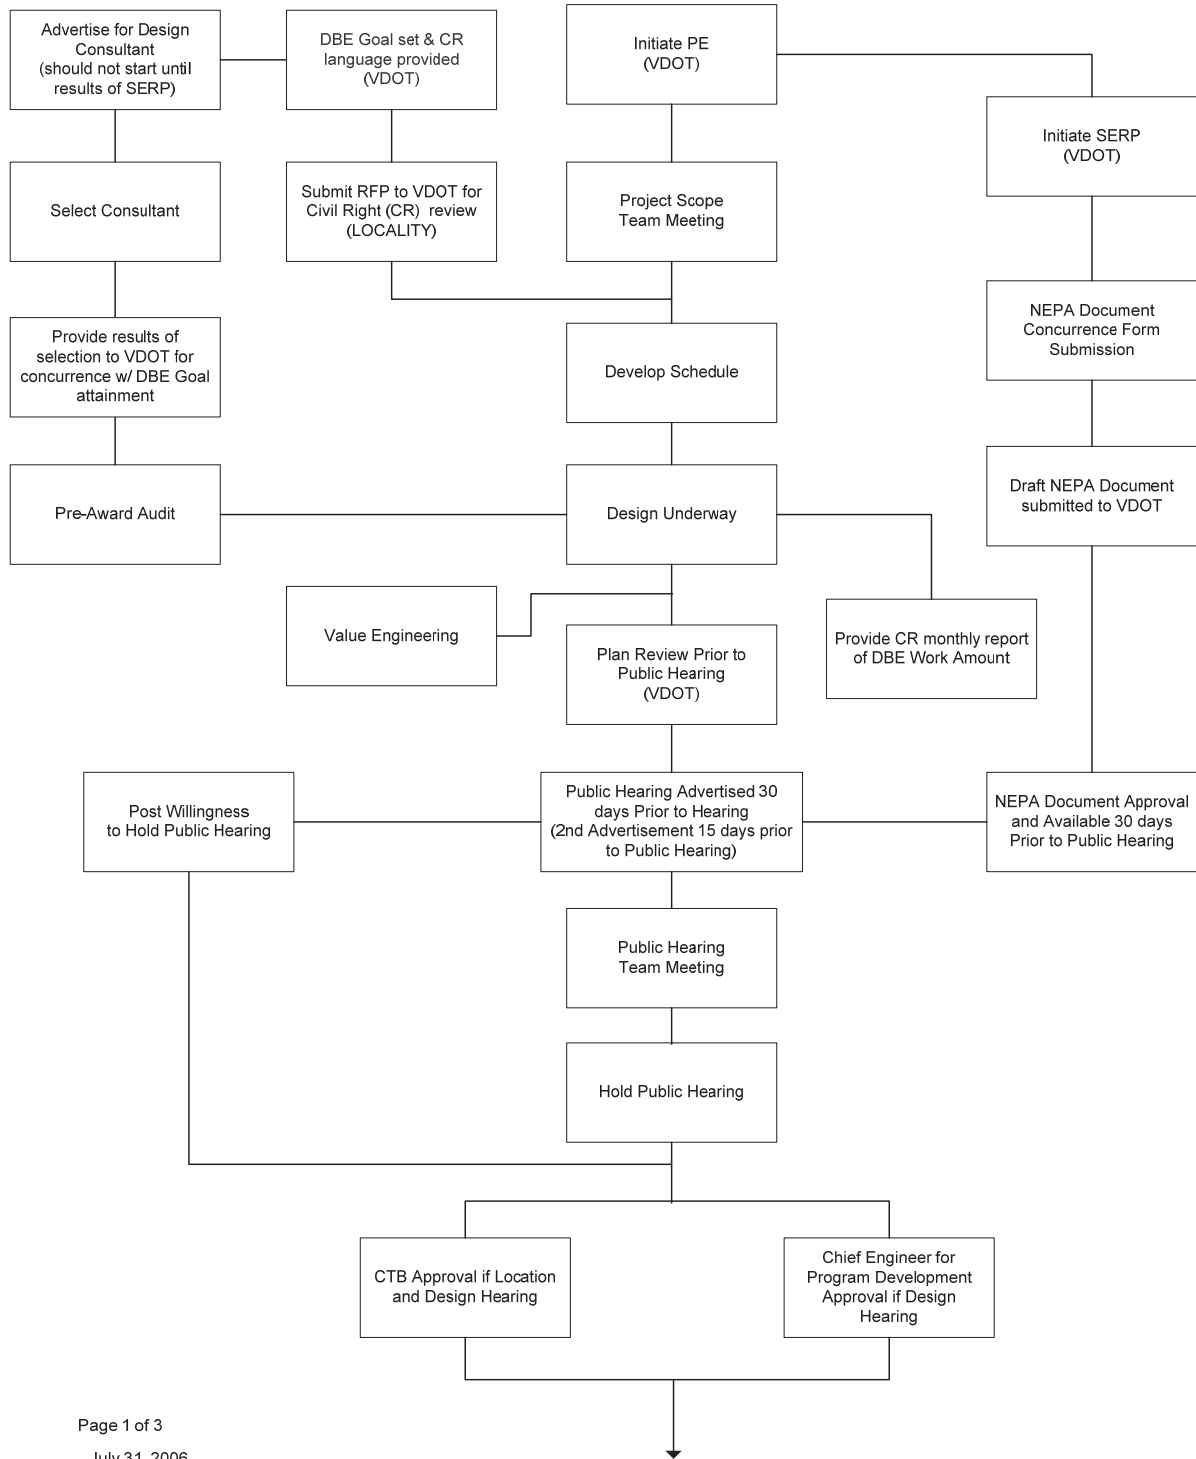 Advertise for Design
Consultant
(should not start until
results of SERP)
DBE Goal set & CR
language provided
(VDOT)
Initiate PE
(VDOT)
Initiate SERP
(VDOT)
Select Consultant
Submit RFP to VDOT for
Civil Right (CR) review
(LOCALITY)
Project Scope
Team Meeting
NEPA Document
Concurrence Form
Submission
Provide results of
selection to VDOT for
concurrence w/ DBE Goal
attainment
Develop Schedule
Draft NEPA Document
submitted to VDOT
Pre-Award Audit
Design Underway
Value Engineering
Plan Review Prior to
Public Hearing
(VDOT)
Provide CR monthly report
of DBE Work Amount
Post Willingness
to Hold Public Hearing
Public Hearing Advertised 30
days Prior to Hearing
(2nd Advertisement 15 days prior
to Public Hearing)
NEPA Document Approval
and Available 30 days
Prior to Public Hearing
Public Hearing
Team Meeting
Hold Public Hearing
CTB Approval if Location
and Design Hearing
Chief Engineer for
Program Development
Approval if Design
Hearing
Page 1 of 3
July 31, 2006